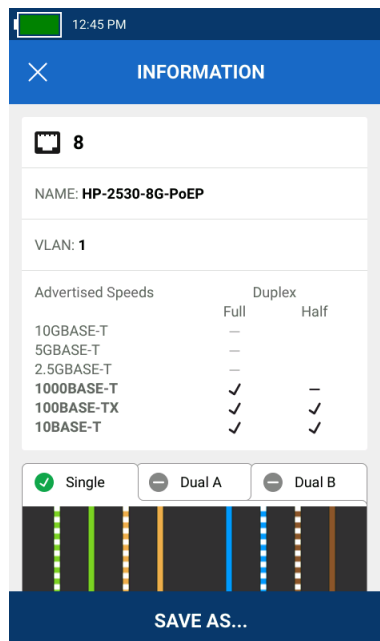 12:45 PM
INFORMATION
8
NAME: HP-2530-8G-PoEP
VLAN: 1
Advertised Speeds Duplex
Full Half
10GBASE-T —
5GBASE-T —
2.5GBASE-T —
1000BASE-T ✓ –
100BASE-TX ✓ ✓
10BASE-T ✓ ✓
Single Dual A Dual B
SAVE AS...